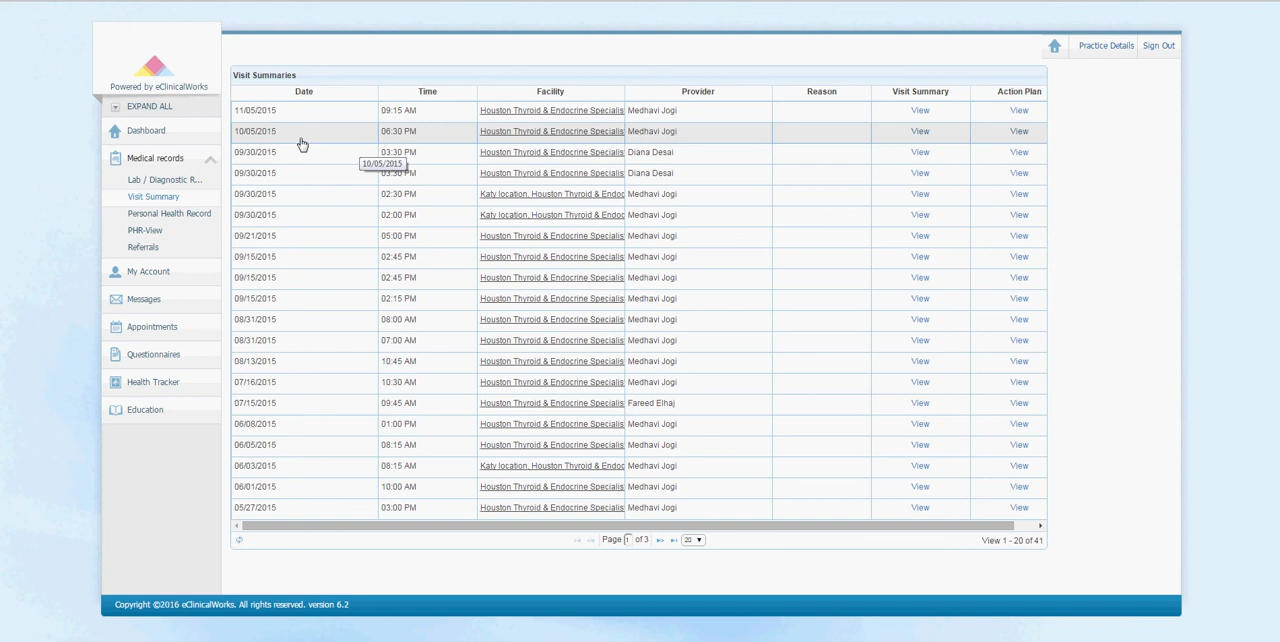 Practice Details Sign Out
Powered by eClinicalWorks
EXPAND ALL
Dashboard
Medical records
Lab / Diagnostic R...
Visit Summary
Personal Health Record
PHR-View
Referrals
My Account
Messages
Appointments
Questionnaires
Health Tracker
Education
Visit Summaries
Date Time Facility Provider Reason Visit Summary Action Plan
11/05/2015 09:15 AM Houston Thyroid & Endocrine Specialis Medhavi Jogi View View
10/05/2015 06:30 PM Houston Thyroid & Endocrine Specialis Medhavi Jogi View View
09/30/2015 03:30 PM Houston Thyroid & Endocrine Specialis Diana Desai View View
10/05/2015
09/30/2015 03:30 PM Houston Thyroid & Endocrine Specialis Diana Desai View View
09/30/2015 02:30 PM Katy location, Houston Thyroid & Endoc Medhavi Jogi View View
09/30/2015 02:00 PM Katy location, Houston Thyroid & Endoc Medhavi Jogi View View
09/21/2015 05:00 PM Houston Thyroid & Endocrine Specialis Medhavi Jogi View View
09/15/2015 02:45 PM Houston Thyroid & Endocrine Specialis Medhavi Jogi View View
09/15/2015 02:45 PM Houston Thyroid & Endocrine Specialis Medhavi Jogi View View
09/15/2015 02:15 PM Houston Thyroid & Endocrine Specialis Medhavi Jogi View View
08/31/2015 08:00 AM Houston Thyroid & Endocrine Specialis Medhavi Jogi View View
08/31/2015 07:00 AM Houston Thyroid & Endocrine Specialis Medhavi Jogi View View
08/13/2015 10:45 AM Houston Thyroid & Endocrine Specialis Medhavi Jogi View View
07/16/2015 10:30 AM Houston Thyroid & Endocrine Specialis Medhavi Jogi View View
07/15/2015 09:45 AM Houston Thyroid & Endocrine Specialis Fareed Elhaj View View
06/08/2015 01:00 PM Houston Thyroid & Endocrine Specialis Medhavi Jogi View View
06/05/2015 08:15 AM Houston Thyroid & Endocrine Specialis Medhavi Jogi View View
06/03/2015 08:15 AM Katy location, Houston Thyroid & Endoc Medhavi Jogi View View
06/01/2015 10:00 AM Houston Thyroid & Endocrine Specialis Medhavi Jogi View View
05/27/2015 03:00 PM Houston Thyroid & Endocrine Specialis Medhavi Jogi View View
Page 1 of 3 20 View 1 - 20 of 41
Copyright ©2016 eClinicalWorks. All rights reserved. version 6.2